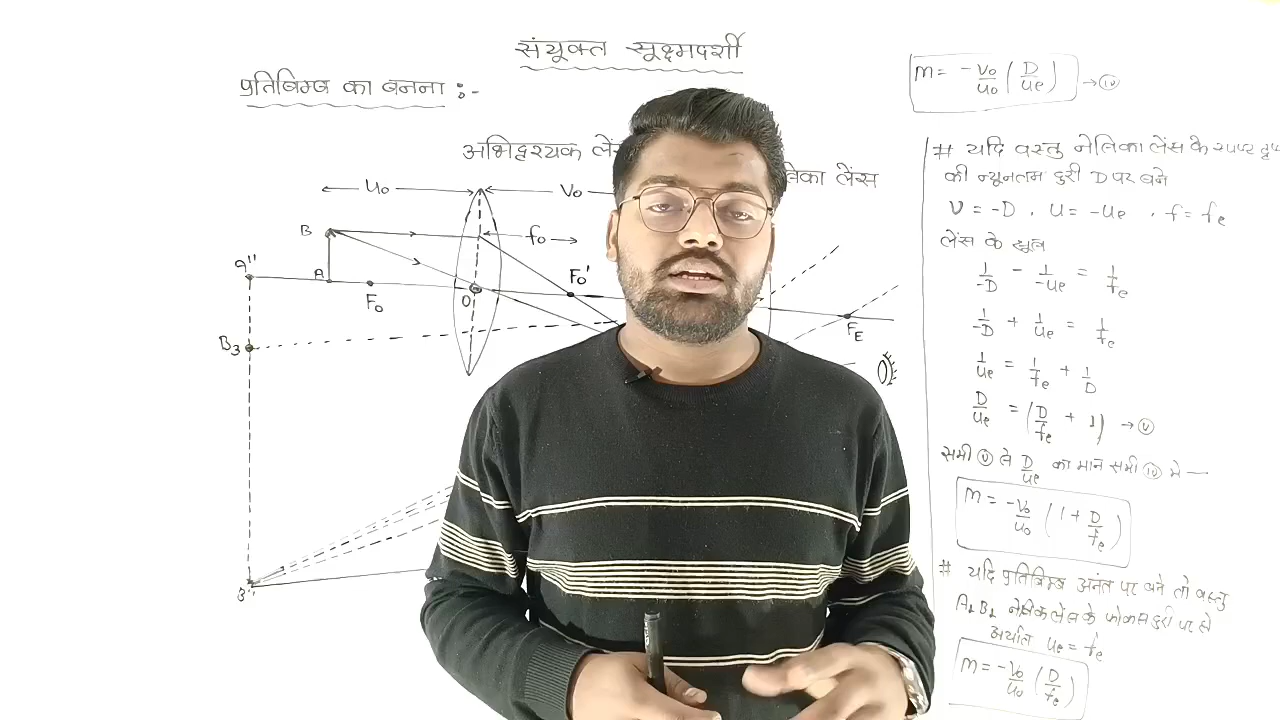 संयुक्त सूक्ष्मदर्शी
प्रतिबिम्ब का बनना :-
अभिदृश्यक लें
तिका लेंस
u₀
v₀
f₀
B
A''
A
F₀
O
F₀'
B₃
F_E
B''
m = -v₀/u₀ (D/uₑ) → (iv)
# यदि वस्तु नेत्रिका लेंस के स्पष्ट दृष्
की न्यूनतम दुरी D पर बने
v = -D , u = -uₑ , f = fₑ
लेंस के सूत्र
1/-D - 1/-uₑ = 1/fₑ
1/-D + 1/uₑ = 1/fₑ
1/uₑ = 1/fₑ + 1/D
D/uₑ = (D/fₑ + 1) → (v)
समी (v) से D/uₑ का मान समी (iv) मे —
m = -v₀/u₀ (1 + D/fₑ)
# यदि प्रतिबिम्ब अनंत पर बने तो वस्तु
के फोकस दुरी पर हो
अर्थात uₑ = fₑ
m = -v₀/u₀ (D/fₑ)